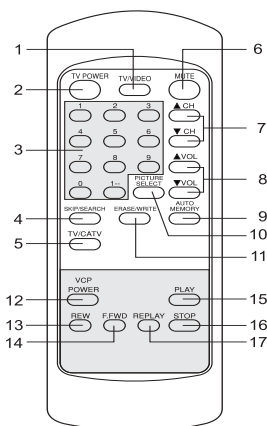 1 6
TV POWER TV/VIDEO MUTE
2
1 2 3 ▲ CH
7
4 5 6 ▼ CH
3
7 8 9 ▲VOL
8
0 1-- PICTURE SELECT ▼VOL
SKIP/SEARCH ERASE/WRITE AUTO MEMORY
4 9
10
TV/CATV
5 11
VCP POWER PLAY
12 15
REW F.FWD REPLAY STOP
13 16
14 17